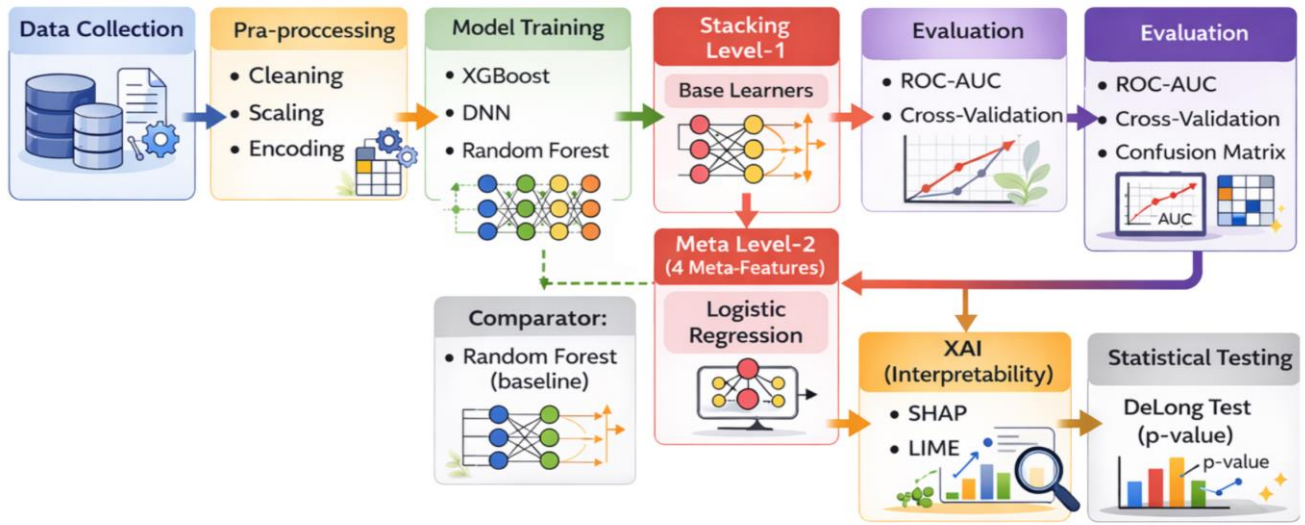 Data Collection
Pra-proccessing
• Cleaning
• Scaling
• Encoding
Model Training
• XGBoost
• DNN
• Random Forest
Stacking
Level-1
Base Learners
Evaluation
• ROC-AUC
• Cross-Validation
Evaluation
• ROC-AUC
• Cross-Validation
• Confusion Matrix
AUC
Meta Level-2
(4 Meta-Features)
Logistic
Regression
Comparator:
• Random Forest
(baseline)
XAI
(Interpretability)
• SHAP
• LIME
Statistical Testing
DeLong Test
(p-value)
p-value